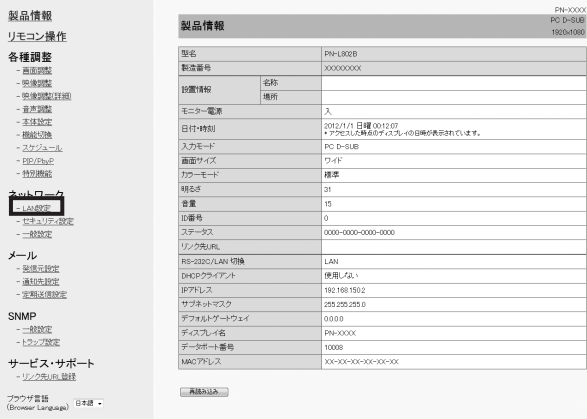 製品情報
リモコン操作
各種調整
- 画面調整
- 映像調整
- 映像調整(詳細)
- 音声調整
- 本体設定
- 機能切換
- スケジュール
- PIP/PbyP
- 特別機能
ネットワーク
- LAN設定
- セキュリティ設定
- 一般設定
メール
- 発信元設定
- 通知先設定
- 定期送信設定
SNMP
- 一般設定
- トラップ設定
サービス・サポート
- リンク先URL登録
ブラウザ言語
(Browser Language) 日本語
PN-XXXX
製品情報 PC D-SUB
1920x1080
型名 PN-L802B
製造番号 XXXXXXXX
設置情報 名称
場所
モニター電源 入
日付・時刻 2012/1/1 日曜 00:12:07
* アクセスした時点のディスプレイの日時が表示されています。
入力モード PC D-SUB
画面サイズ ワイド
カラーモード 標準
明るさ 31
音量 15
ID番号 0
ステータス 0000-0000-0000-0000
リンク先URL
RS-232C/LAN 切換 LAN
DHCPクライアント 使用しない
IPアドレス 192.168.150.2
サブネットマスク 255.255.255.0
デフォルトゲートウェイ 0.0.0.0
ディスプレイ名 PN-XXXX
データポート番号 10008
MACアドレス XX-XX-XX-XX-XX-XX
再読み込み